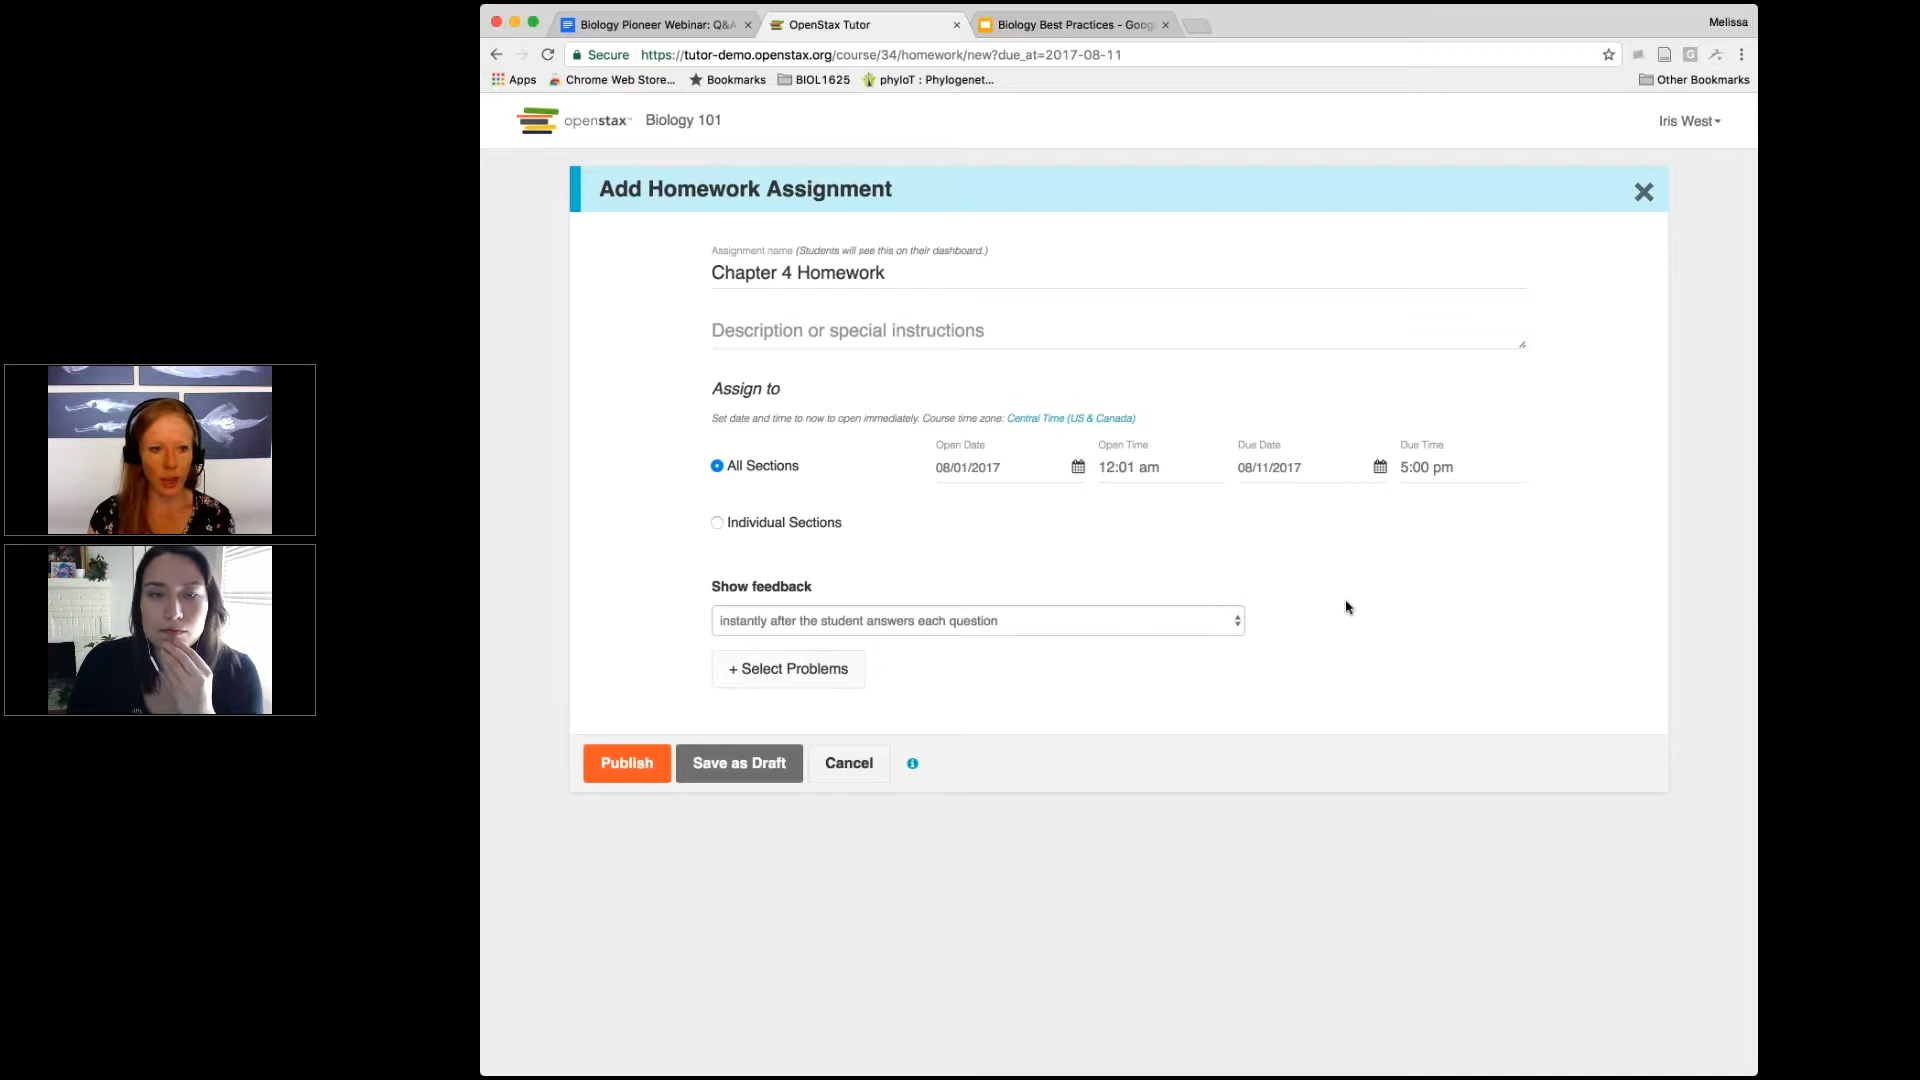 Biology Pioneer Webinar: Q&A
OpenStax Tutor
Biology Best Practices - Goog
Melissa
Secure
https://tutor-demo.openstax.org/course/34/homework/new?due_at=2017-08-11
Apps
Chrome Web Store...
Bookmarks
BIOL1625
phyloT : Phylogenet...
Other Bookmarks
openstax™
Biology 101
Iris West
Add Homework Assignment
Assignment name (Students will see this on their dashboard.)
Chapter 4 Homework
Description or special instructions
Assign to
Set date and time to now to open immediately. Course time zone: Central Time (US & Canada)
Open Date
Open Time
Due Date
Due Time
All Sections
08/01/2017
12:01 am
08/11/2017
5:00 pm
Individual Sections
Show feedback
instantly after the student answers each question
+ Select Problems
Publish
Save as Draft
Cancel